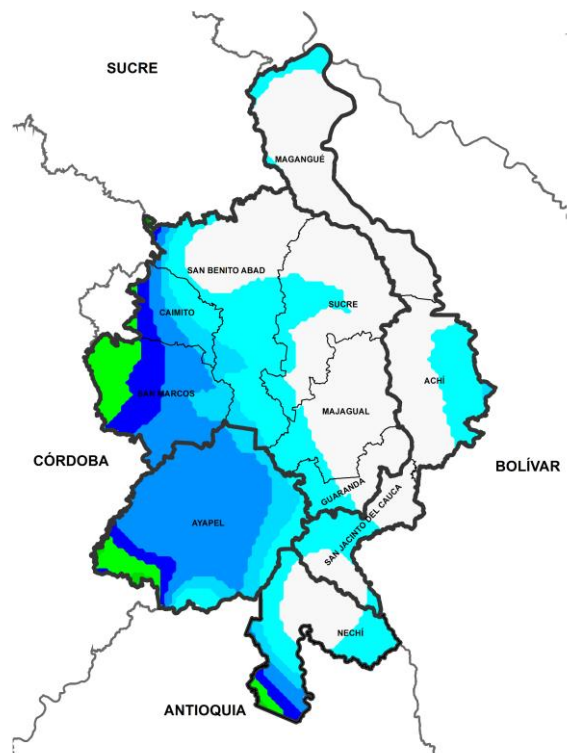 SUCRE
MAGANGUÉ
SAN BENITO ABAD
SUCRE
CAIMITO
ACHÍ
SAN MARCOS
MAJAGUAL
CÓRDOBA
BOLÍVAR
GUARANDA
AYAPEL
SAN JACINTO DEL CAUCA
NECHÍ
ANTIOQUIA